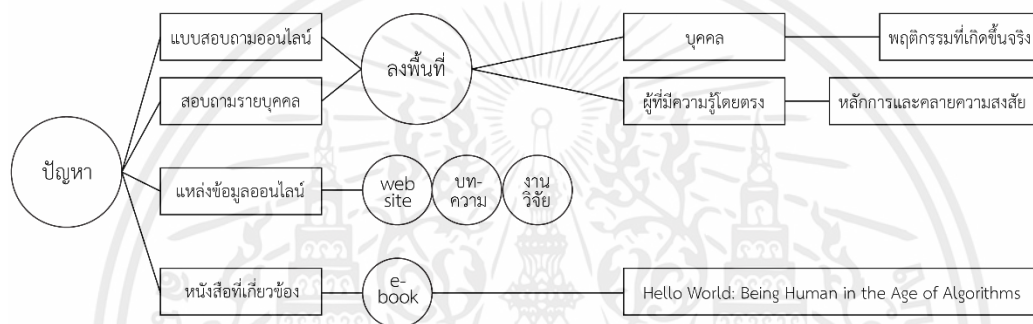 แบบสอบถามออนไลน์
ลงพื้นที่
บุคคล
พฤติกรรมที่เกิดขึ้นจริง
สอบถามรายบุคคล
ผู้ที่มีความรู้โดยตรง
หลักการและคลายความสงสัย
ปัญหา
แหล่งข้อมูลออนไลน์
web
site
บท-
ความ
งาน
วิจัย
หนังสือที่เกี่ยวข้อง
e-
book
Hello World: Being Human in the Age of Algorithms